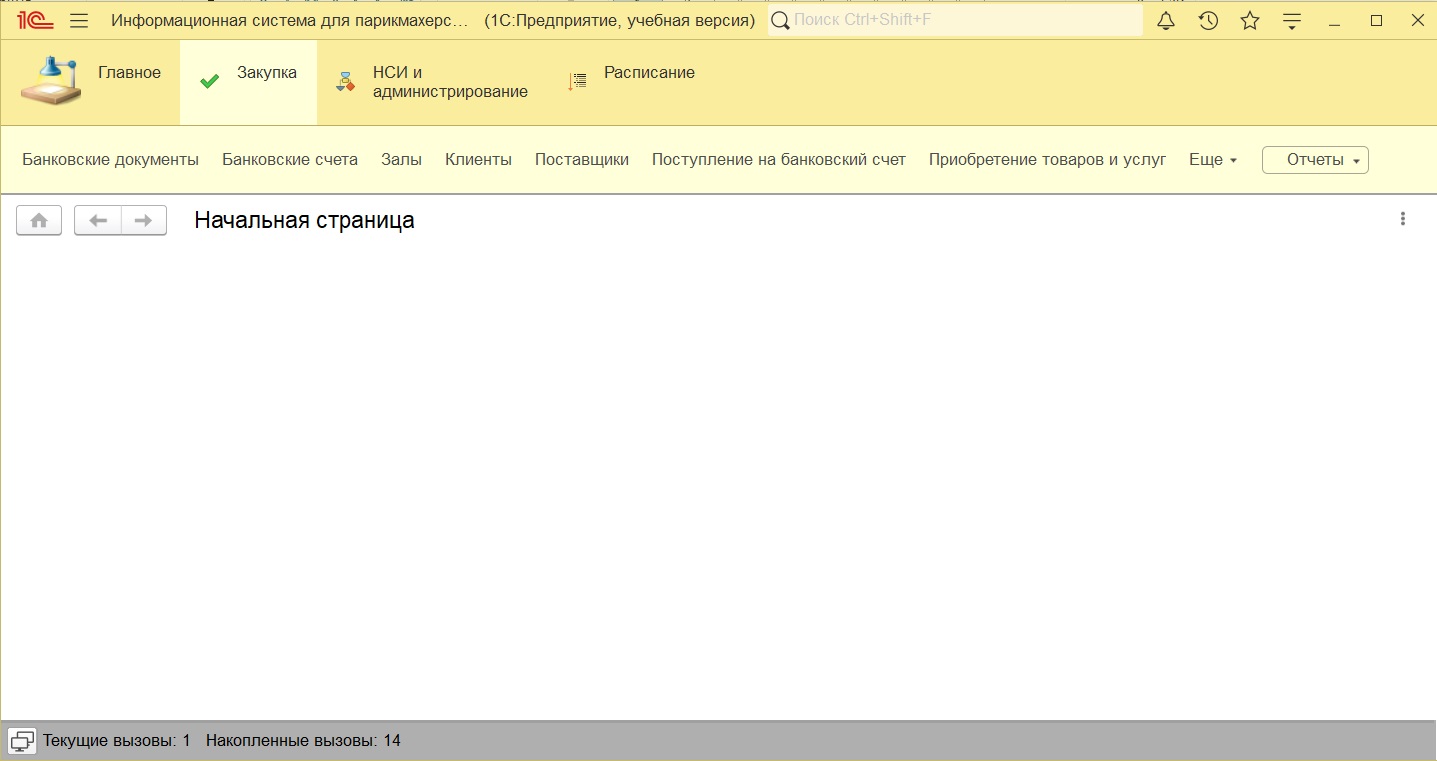 1С Информационная система для парикмахерс... (1С:Предприятие, учебная версия) Поиск Ctrl+Shift+F
Главное Закупка НСИ и Расписание
администрирование
Банковские документы Банковские счета Залы Клиенты Поставщики Поступление на банковский счет Приобретение товаров и услуг Еще Отчеты
Начальная страница
Текущие вызовы: 1 Накопленные вызовы: 14